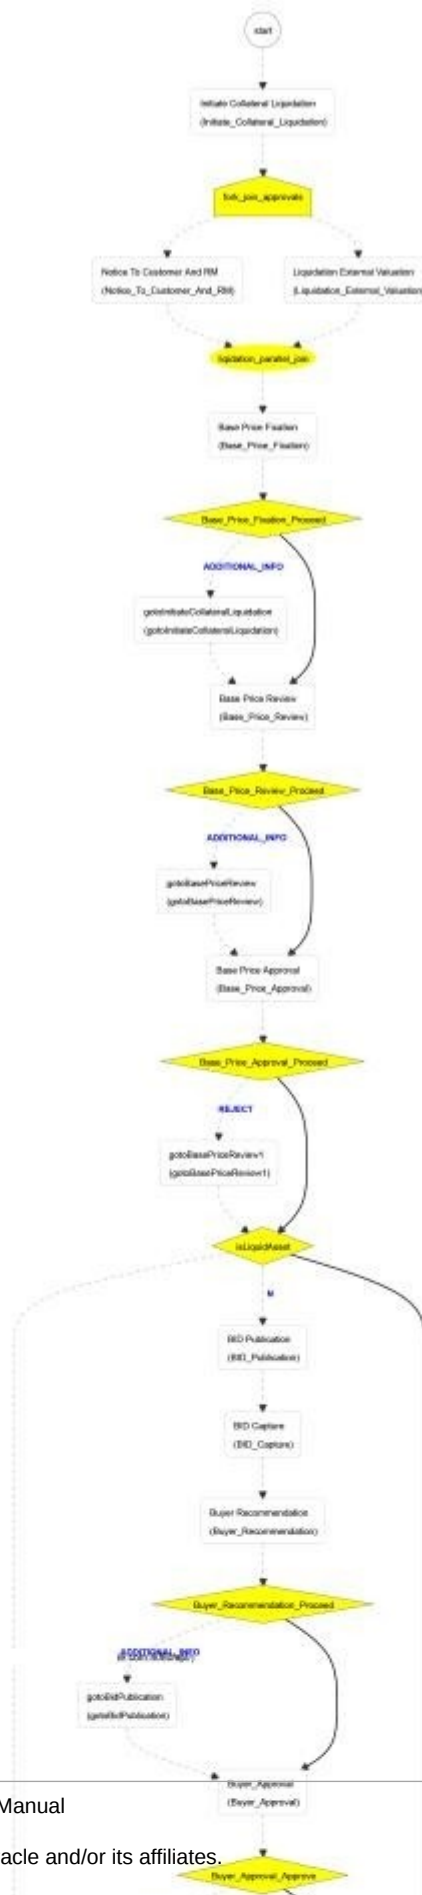 start
Initiate Collateral Liquidation
(Initiate_Collateral_Liquidation)
fork_join_approvals
Notice To Customer And RM
(Notice_To_Customer_And_RM)
Liquidation External Valuation
(Liquidation_External_Valuation
liqidation_parallel_join
Base Price Fixation
(Base_Price_Fixation)
Base_Price_Fixation_Proceed
ADDITIONAL_INFO
gotoInitiateCollateralLiquidation
(gotoInitiateCollateralLiquidation)
Base Price Review
(Base_Price_Review)
Base_Price_Review_Proceed
ADDITIONAL_INFO
gotoBasePriceReview
(gotoBasePriceReview)
Base Price Approval
(Base_Price_Approval)
Base_Price_Approval_Proceed
REJECT
gotoBasePriceReview1
(gotoBasePriceReview1)
isLiquidAsset
N
BID Publication
(BID_Publication)
BID Capture
(BID_Capture)
Buyer Recommendation
(Buyer_Recommendation)
Buyer_Recommendation_Proceed
ADDITIONAL_INFO
gotoBidPublication
(gotoBidPublication)
Buyer_Approval
(Buyer_Approval)
Manual
acle and/or its affiliates.
Buyer_Approval_Approve